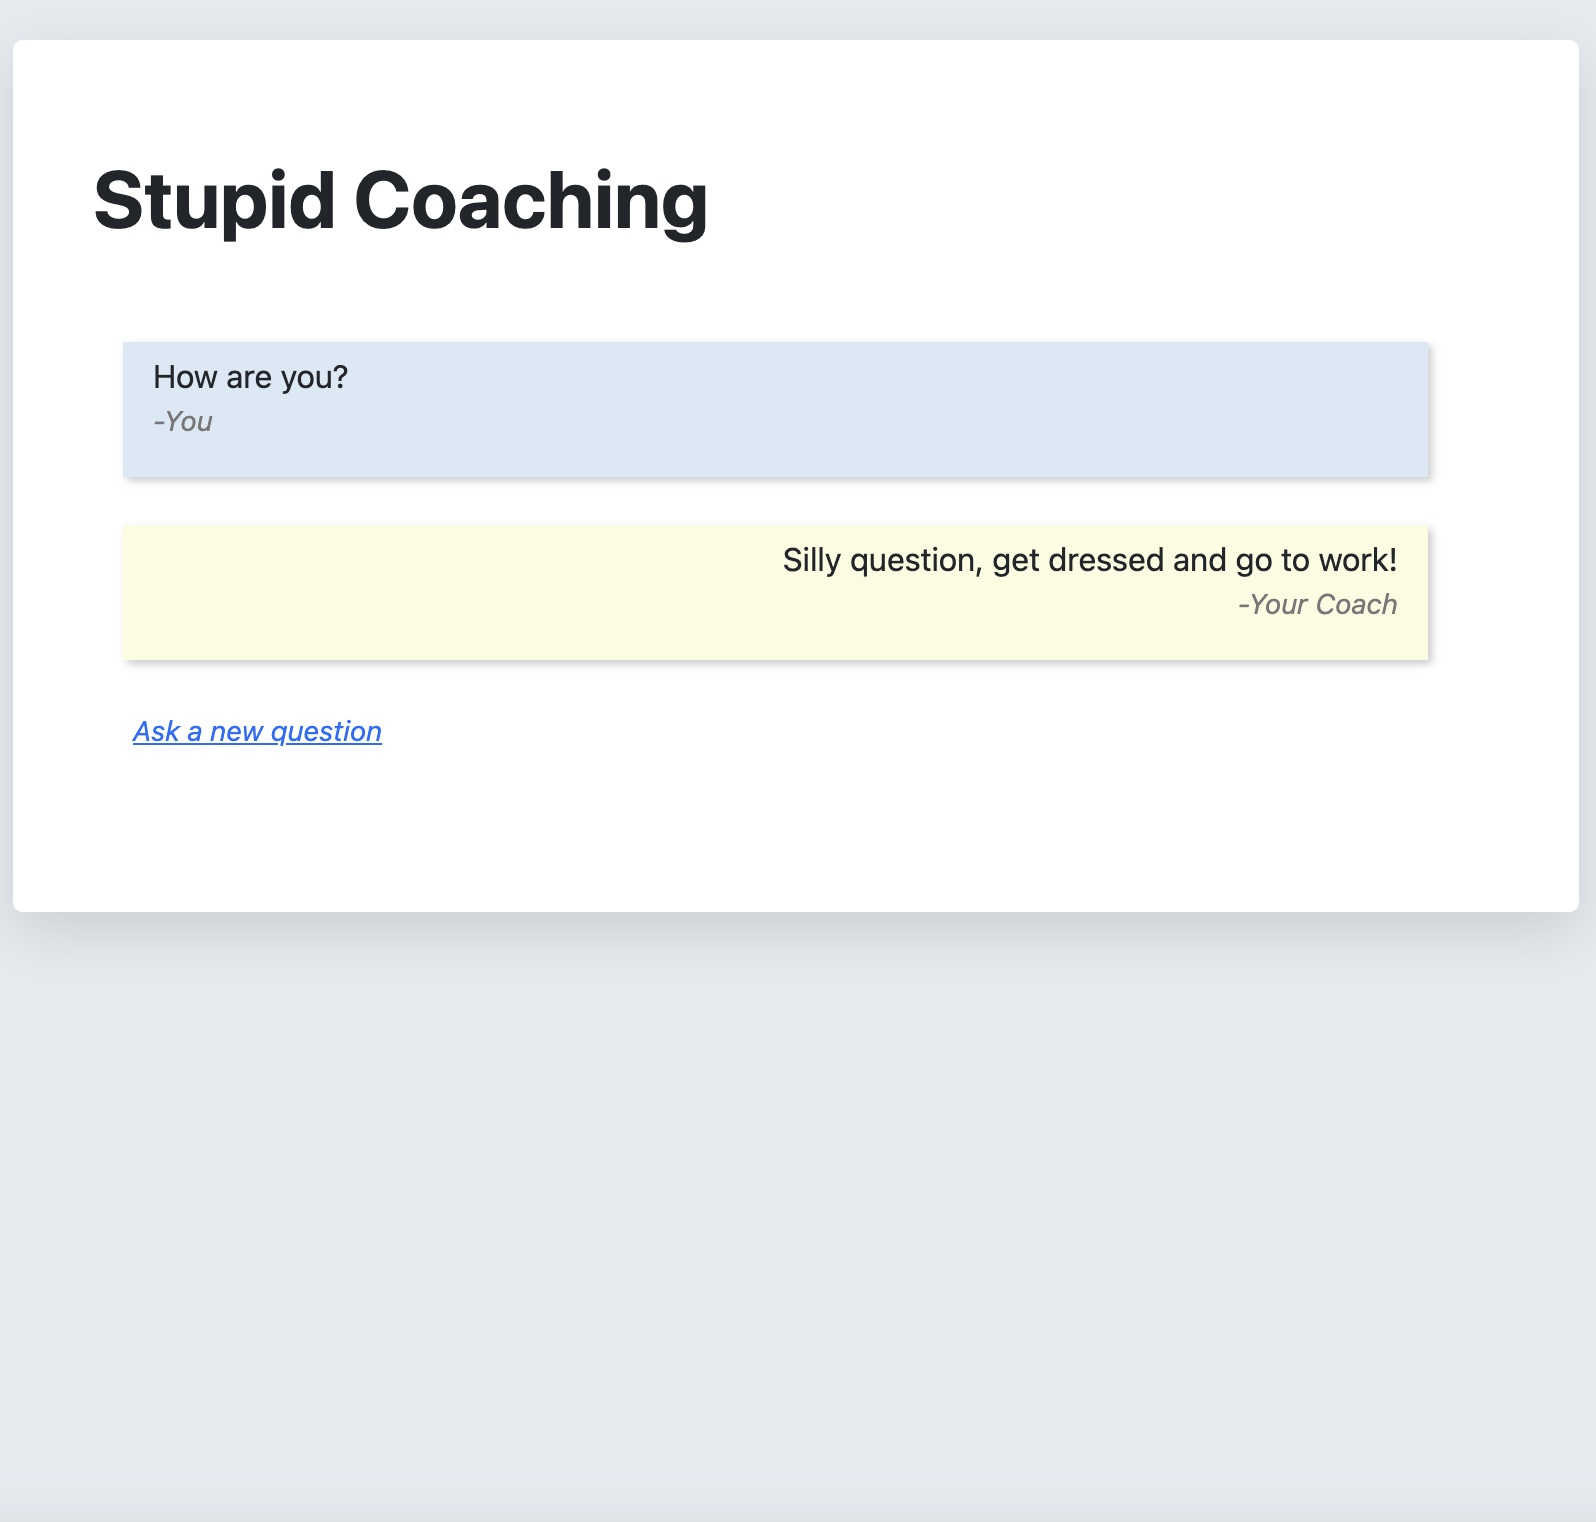 Stupid Coaching
How are you?
-You
Silly question, get dressed and go to work!
-Your Coach
Ask a new question